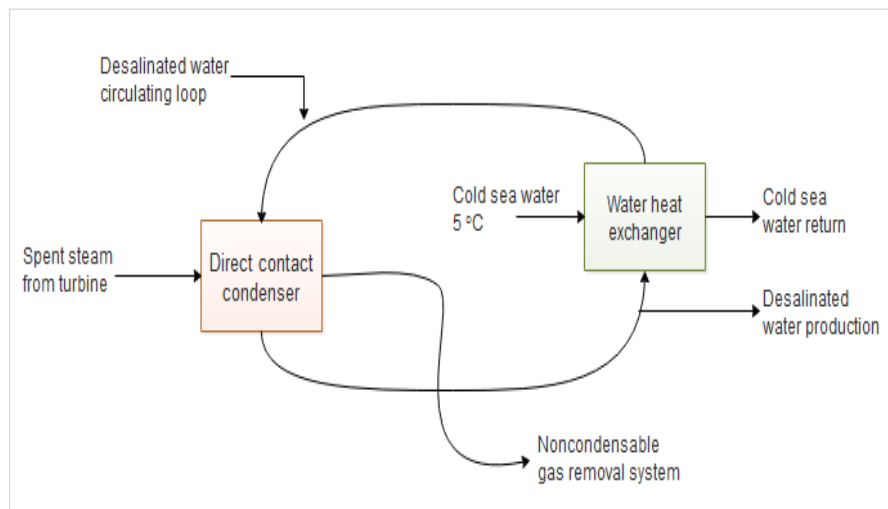 Desalinated water
circulating loop
Cold sea water
5 ºC
Water heat
exchanger
Cold sea
water return
Spent steam
from turbine
Direct contact
condenser
Desalinated
water production
Noncondensable
gas removal system